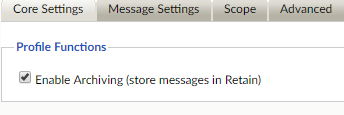 Core Settings Message Settings Scope Advanced
Profile Functions
Enable Archiving (store messages in Retain)